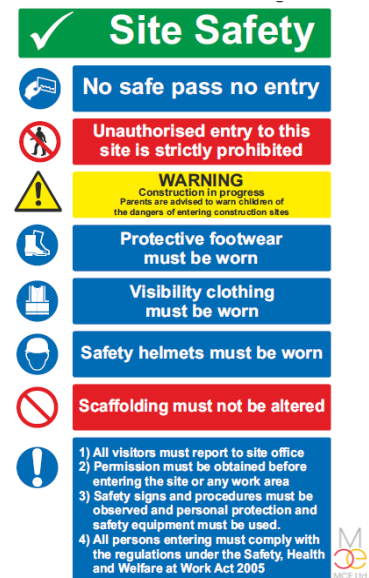 Site Safety
No safe pass no entry
Unauthorised entry to this
site is strictly prohibited
WARNING
Construction in progress
Parents are advised to warn children of
the dangers of entering construction sites
Protective footwear
must be worn
Visibility clothing
must be worn
Safety helmets must be worn
Scaffolding must not be altered
1) All visitors must report to site office
2) Permission must be obtained before
entering the site or any work area
3) Safety signs and procedures must be
observed and personal protection and
safety equipment must be used.
4) All persons entering must comply with
the regulations under the Safety, Health
and Welfare at Work Act 2005
MCE Ltd